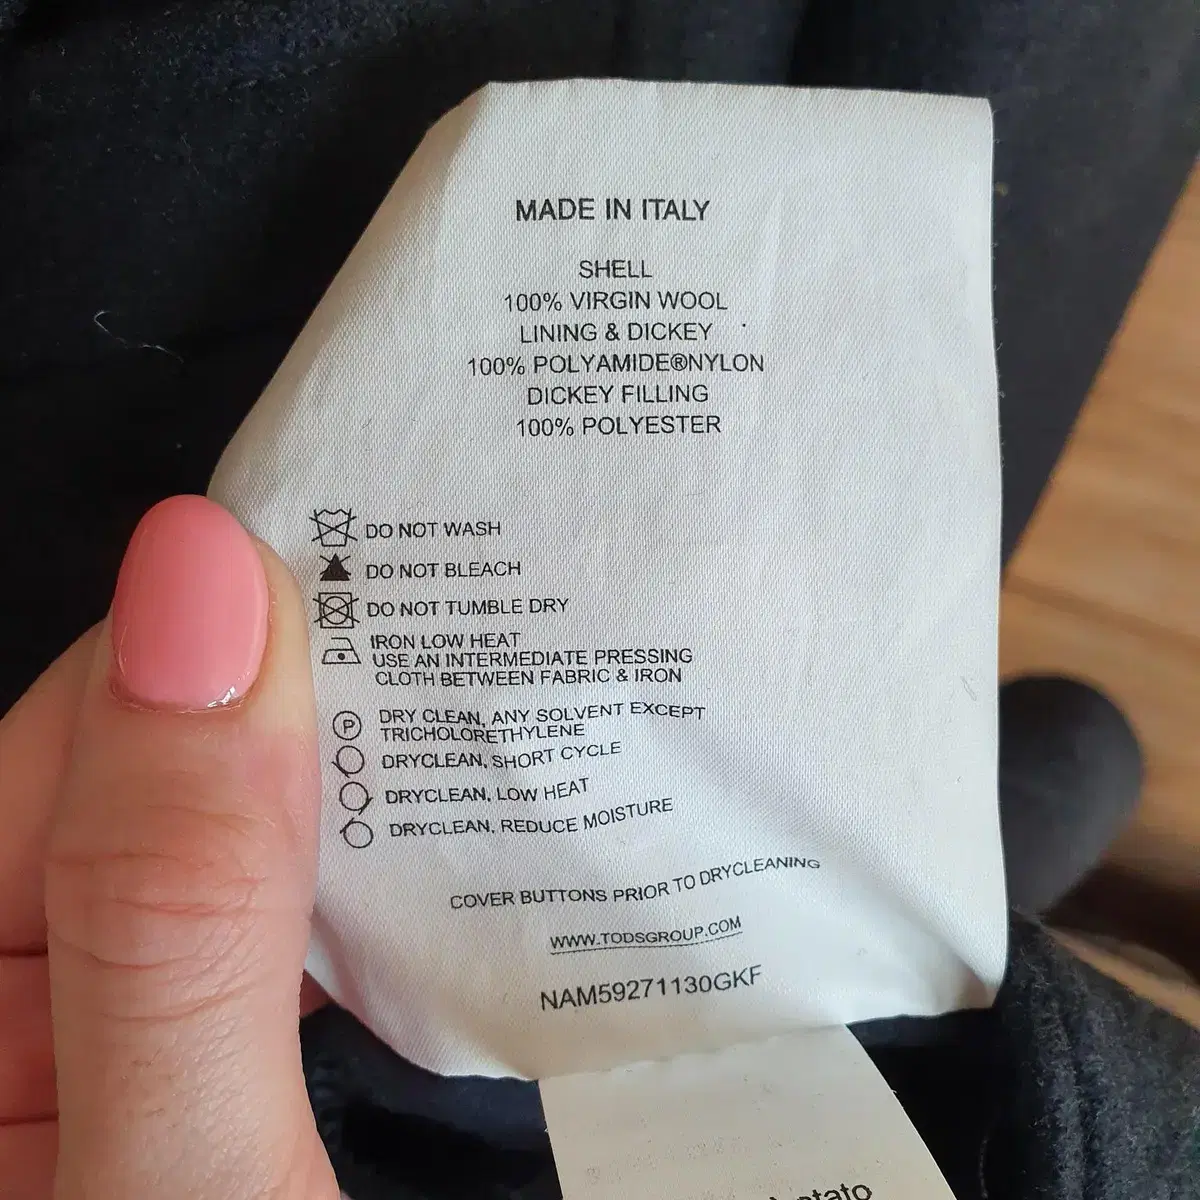 MADE IN ITALY
SHELL
100% VIRGIN WOOL
LINING & DICKEY
100% POLYAMIDE®NYLON
DICKEY FILLING
100% POLYESTER
DO NOT WASH
DO NOT BLEACH
DO NOT TUMBLE DRY
IRON LOW HEAT
USE AN INTERMEDIATE PRESSING
CLOTH BETWEEN FABRIC & IRON
P DRY CLEAN, ANY SOLVENT EXCEPT
TRICHOLORETHYLENE
DRYCLEAN, SHORT CYCLE
DRYCLEAN, LOW HEAT
DRYCLEAN, REDUCE MOISTURE
COVER BUTTONS PRIOR TO DRYCLEANING
WWW.TODSGROUP.COM
NAM59271130GKF